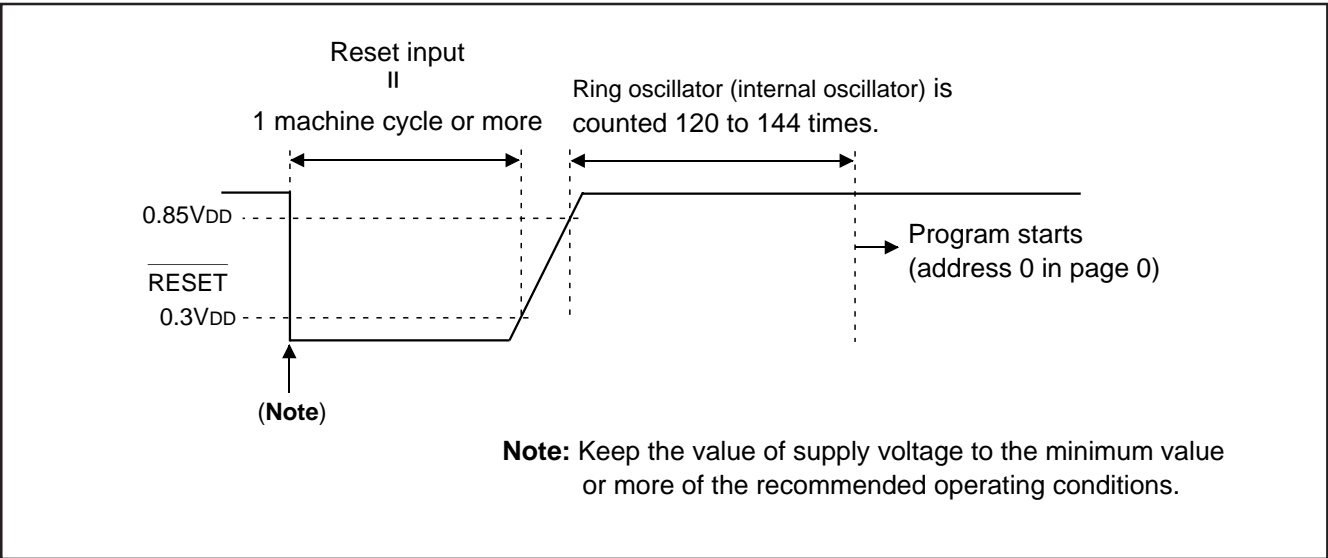 Reset input
=
1 machine cycle or more
Ring oscillator (internal oscillator) is
counted 120 to 144 times.
0.85VDD
RESET
0.3VDD
Program starts
(address 0 in page 0)
(Note)
Note: Keep the value of supply voltage to the minimum value
or more of the recommended operating conditions.